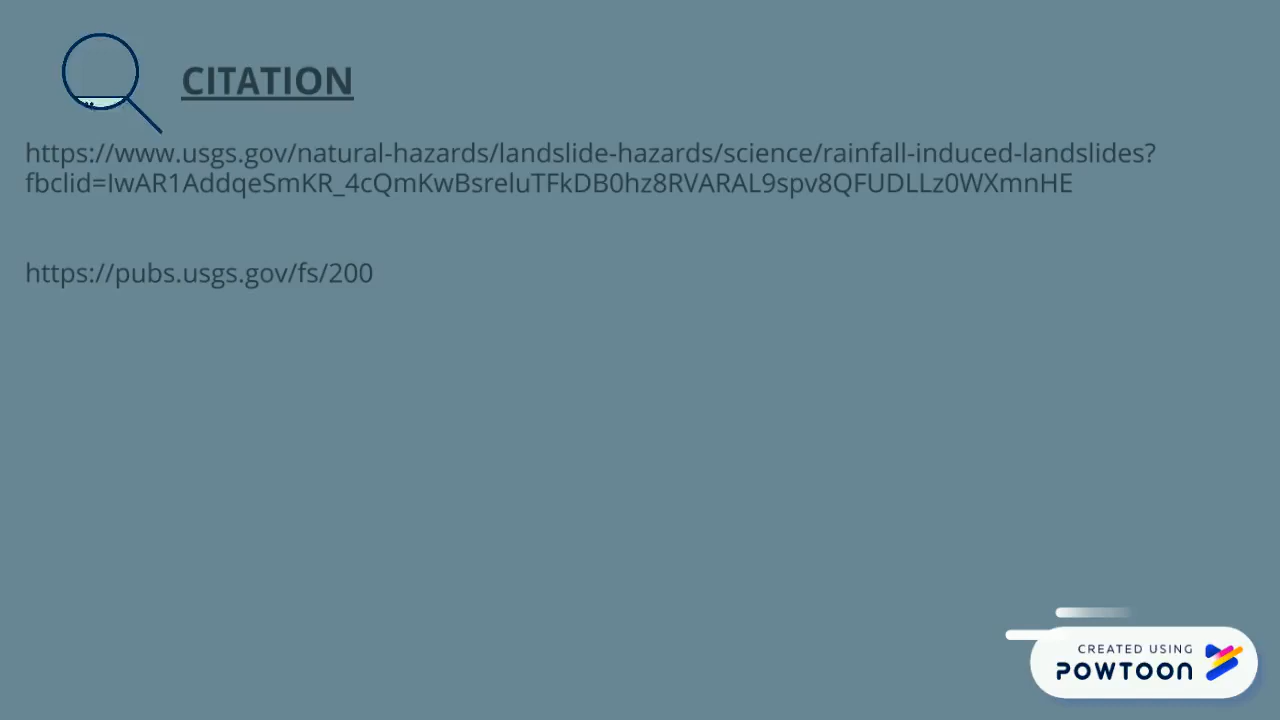 CITATION
https://www.usgs.gov/natural-hazards/landslide-hazards/science/rainfall-induced-landslides?
fbclid=IwAR1AddqeSmKR_4cQmKwBsreluTFkDB0hz8RVARAL9spv8QFUDLLz0WXmnHE
https://pubs.usgs.gov/fs/200
CREATED USING
POWTOON